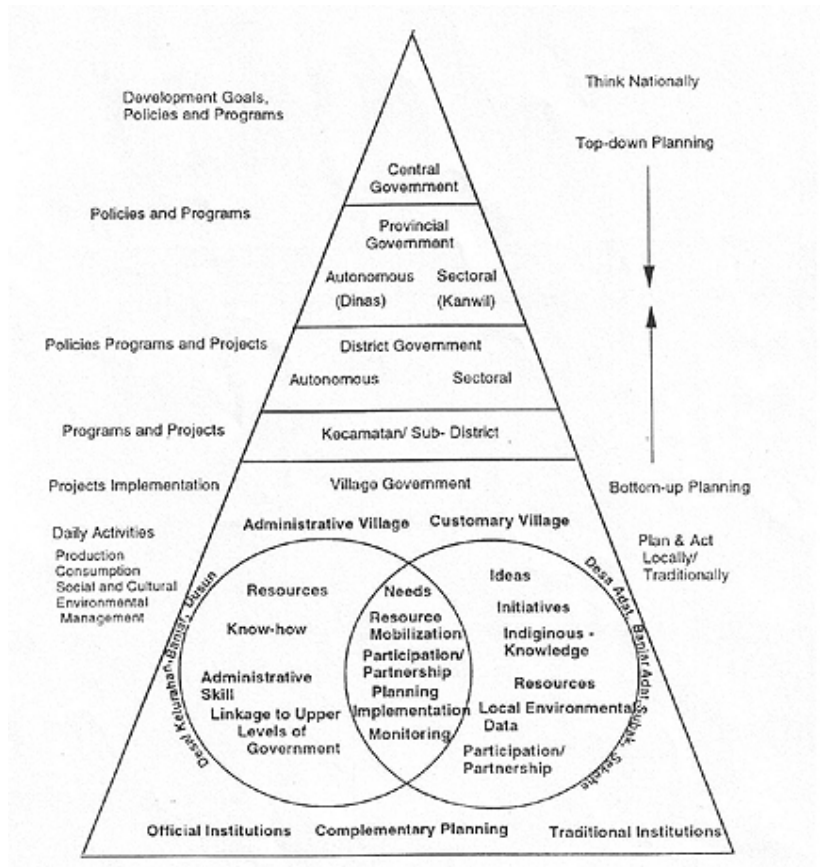 Think Nationally
Development Goals,
Policies and Programs
Top-down Planning
Central
Government
Policies and Programs
Provincial
Government
Autonomous
(Dinas)
Sectoral
(Kanwil)
Policies Programs and Projects
District Government
Autonomous
Sectoral
Programs and Projects
Kecamatan/ Sub- District
Projects Implementation
Village Government
Bottom-up Planning
Daily Activities
Production
Consumption
Social and Cultural
Environmental
Management
Administrative Village
Customary Village
Plan & Act
Locally/
Traditionally
Desa/ Kelurahan, Banjar, Dusun
Resources
Know-how
Administrative
Skill
Linkage to Upper
Levels of
Government
Needs
Resource
Mobilization
Participation/
Partnership
Planning
Implementation
Monitoring
Ideas
Initiatives
Indiginous -
Knowledge
Resources
Local Environmental
Data
Participation/
Partnership
Desa Adat, Banjar Adat, Subak, Sekehe
Official Institutions
Complementary Planning
Traditional Institutions